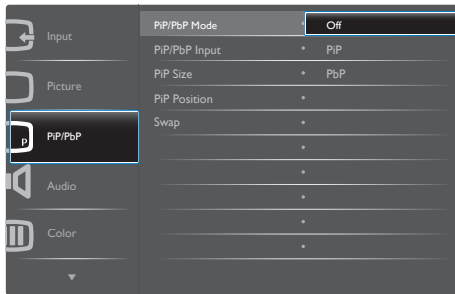 Input
Picture
P
PiP/PbP
Audio
Color
PiP/PbP Mode • Off
PiP/PbP Input • PiP
PiP Size • PbP
PiP Position •
Swap •
•
•
•
•
•